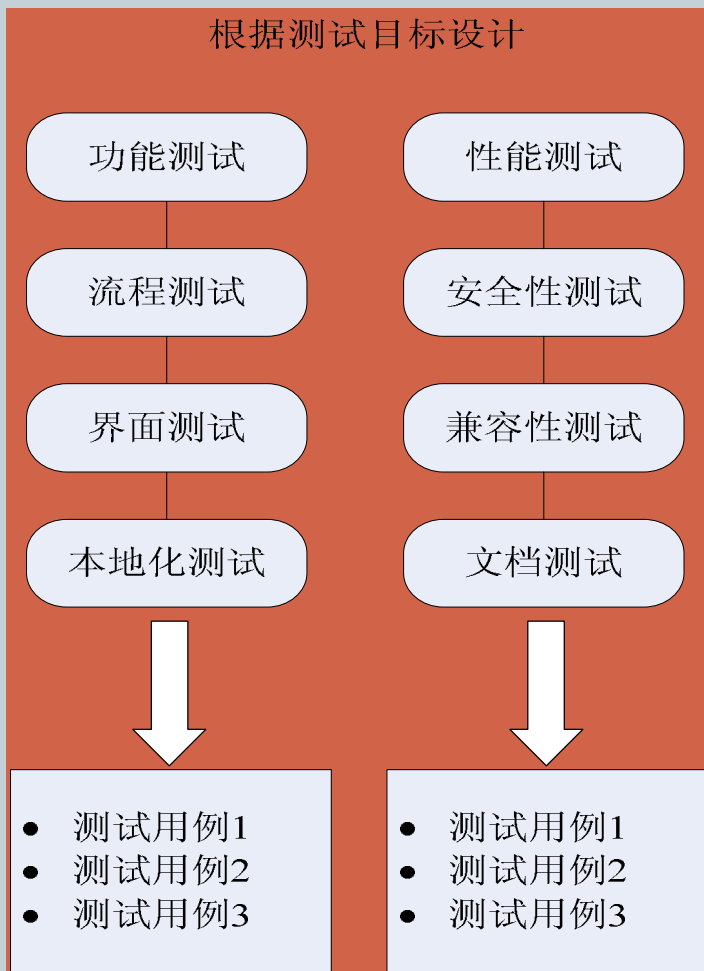 根据测试目标设计
功能测试
流程测试
界面测试
本地化测试
• 测试用例1
• 测试用例2
• 测试用例3
性能测试
安全性测试
兼容性测试
文档测试
• 测试用例1
• 测试用例2
• 测试用例3